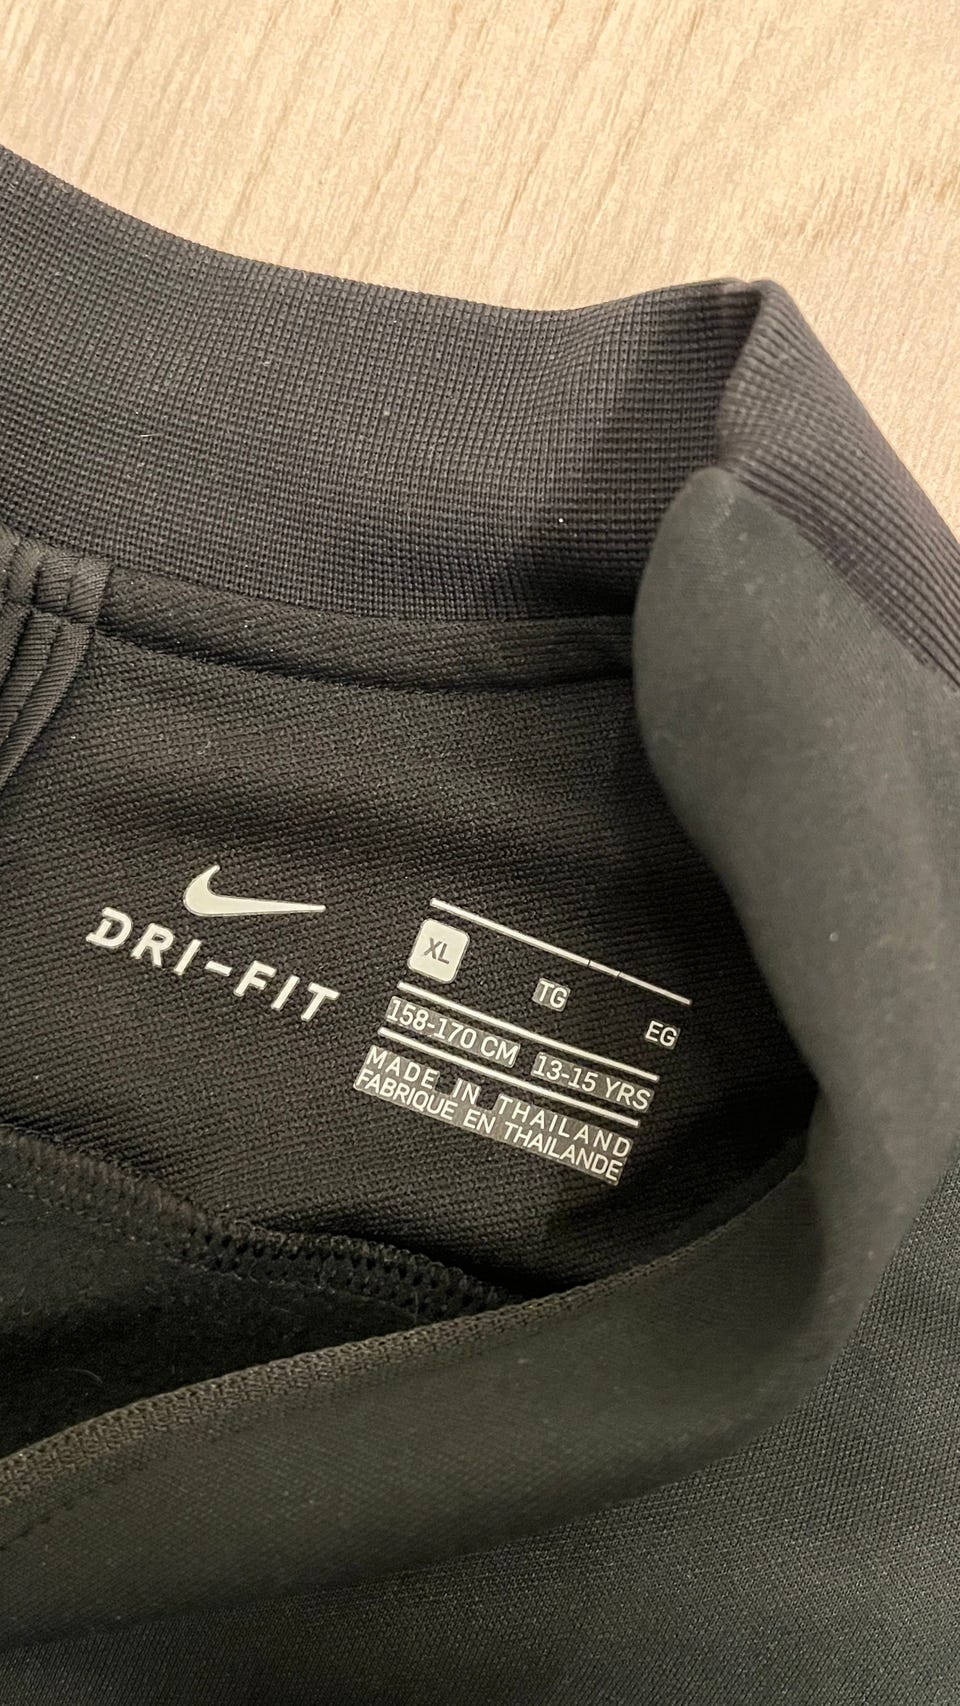 DRI-FIT
XL TG EG
158-170 CM 13-15 YRS
MADE IN THAILAND
FABRIQUE EN THAILANDE